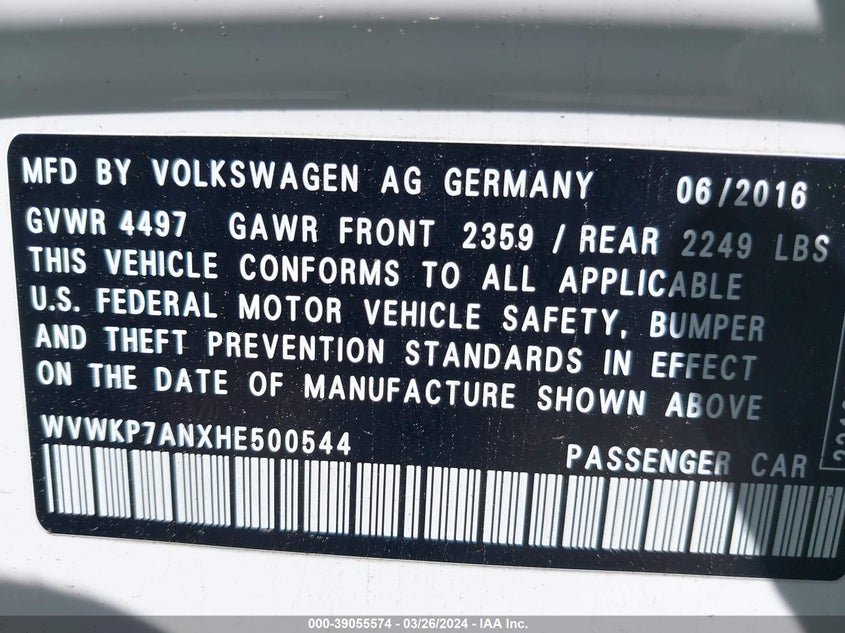 MFD BY VOLKSWAGEN AG GERMANY 06/2016
GVWR 4497 GAWR FRONT 2359 / REAR 2249 LBS
THIS VEHICLE CONFORMS TO ALL APPLICABLE
U.S. FEDERAL MOTOR VEHICLE SAFETY, BUMPER
AND THEFT PREVENTION STANDARDS IN EFFECT
ON THE DATE OF MANUFACTURE SHOWN ABOVE
WVWKP7ANXHE500544
PASSENGER CAR
000-39055574 - 03/26/2024 - IAA Inc.